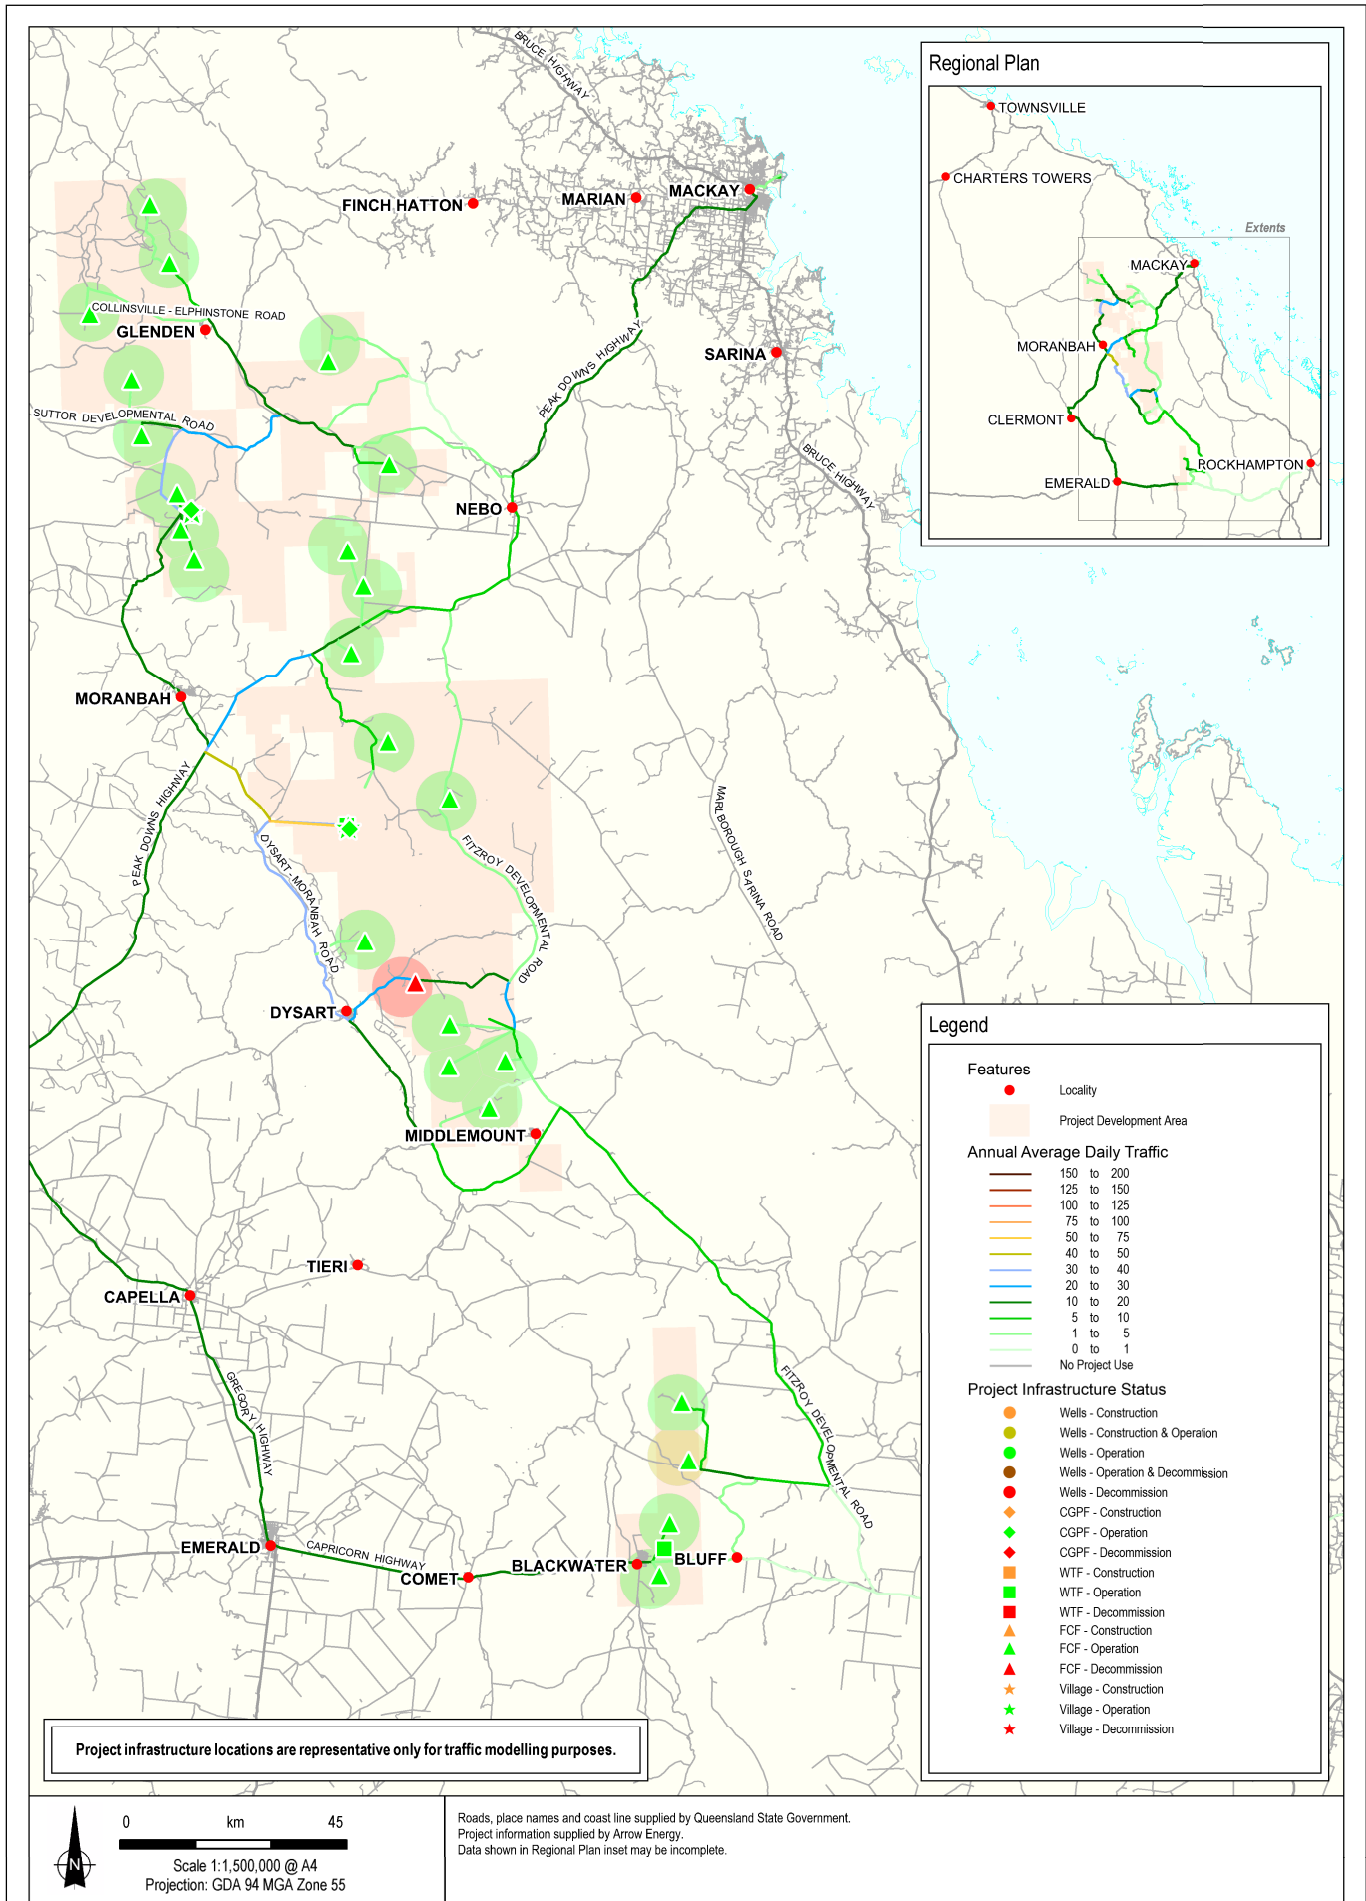 BRUCE HIGHWAY
FINCH HATTON
MARIAN
MACKAY
COLLINSVILLE - ELPHINSTONE ROAD
GLENDEN
PEAK DOWNS HIGHWAY
SARINA
SUTTOR DEVELOPMENTAL ROAD
BRUCE HIGHWAY
NEBO
MORANBAH
PEAK DOWNS HIGHWAY
MARLBOROUGH SARINA ROAD
DYSART - MORANBAH ROAD
FITZROY DEVELOPMENTAL ROAD
DYSART
MIDDLEMOUNT
TIERI
CAPELLA
GREGORY HIGHWAY
FITZROY DEVELOPMENTAL ROAD
EMERALD
CAPRICORN HIGHWAY
COMET
BLACKWATER
BLUFF
Regional Plan
TOWNSVILLE
CHARTERS TOWERS
Extents
MACKAY
MORANBAH
CLERMONT
ROCKHAMPTON
EMERALD
Legend
Features
Locality
Project Development Area
Annual Average Daily Traffic
150 to 200
125 to 150
100 to 125
75 to 100
50 to 75
40 to 50
30 to 40
20 to 30
10 to 20
5 to 10
1 to 5
0 to 1
No Project Use
Project Infrastructure Status
Wells - Construction
Wells - Construction & Operation
Wells - Operation
Wells - Operation & Decommission
Wells - Decommission
CGPF - Construction
CGPF - Operation
CGPF - Decommission
WTF - Construction
WTF - Operation
WTF - Decommission
FCF - Construction
FCF - Operation
FCF - Decommission
Village - Construction
Village - Operation
Village - Decommission
Project infrastructure locations are representative only for traffic modelling purposes.
N
0 km 45
Scale 1:1,500,000 @ A4
Projection: GDA 94 MGA Zone 55
Roads, place names and coast line supplied by Queensland State Government.
Project information supplied by Arrow Energy.
Data shown in Regional Plan inset may be incomplete.